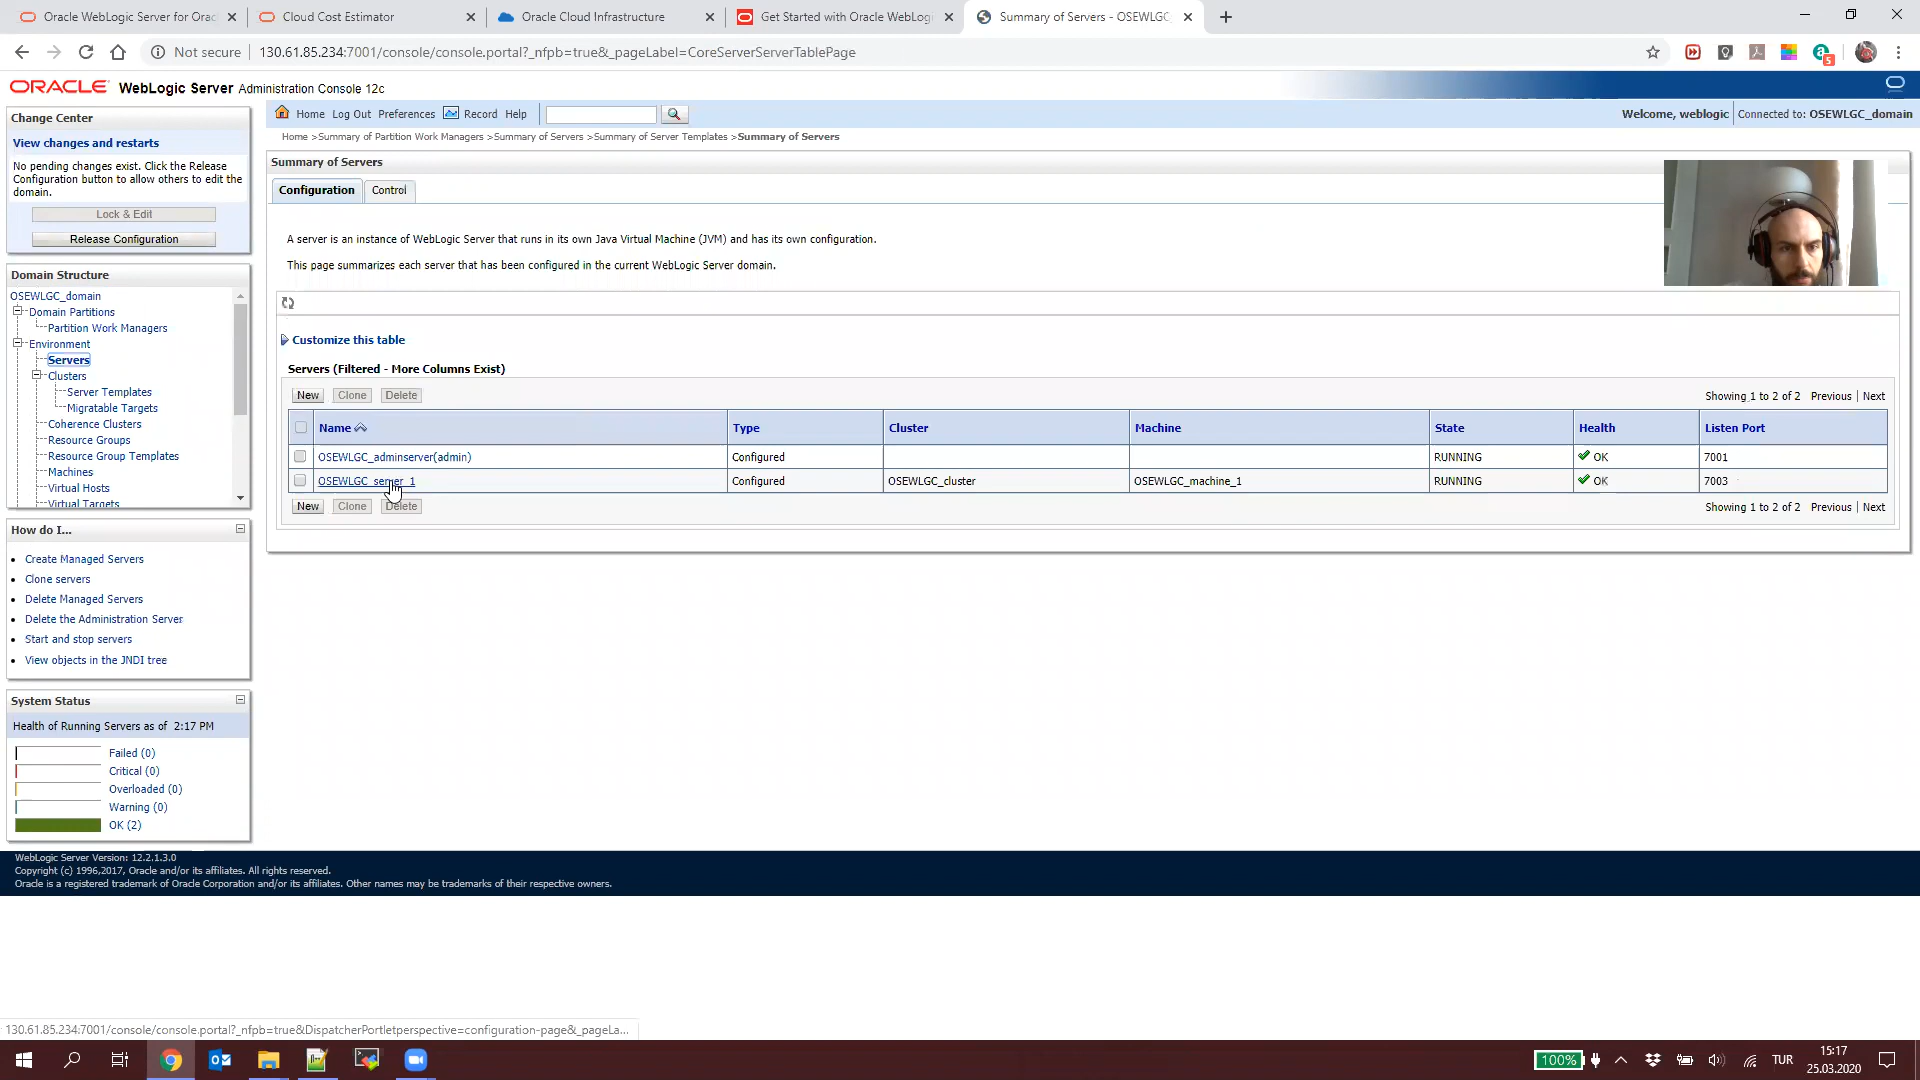 Oracle WebLogic Server for Orac
Cloud Cost Estimator
Oracle Cloud Infrastructure
Get Started with Oracle WebLogi
Summary of Servers - OSEWLGC
Not secure
130.61.85.234:7001/console/console.portal?_nfpb=true&_pageLabel=CoreServerServerTablePage
5
ORACLE WebLogic Server Administration Console 12c
Change Center
View changes and restarts
No pending changes exist. Click the Release
Configuration button to allow others to edit the
domain.
Lock & Edit
Release Configuration
Domain Structure
OSEWLGC_domain
Domain Partitions
Partition Work Managers
Environment
Servers
Clusters
Server Templates
Migratable Targets
Coherence Clusters
Resource Groups
Resource Group Templates
Machines
Virtual Hosts
Virtual Targets
How do I...
Create Managed Servers
Clone servers
Delete Managed Servers
Delete the Administration Server
Start and stop servers
View objects in the JNDI tree
System Status
Health of Running Servers as of 2:17 PM
Failed (0)
Critical (0)
Overloaded (0)
Warning (0)
OK (2)
Home Log Out Preferences Record Help
Welcome, weblogic Connected to: OSEWLGC_domain
Home >Summary of Partition Work Managers >Summary of Servers >Summary of Server Templates >Summary of Servers
Summary of Servers
Configuration Control
A server is an instance of WebLogic Server that runs in its own Java Virtual Machine (JVM) and has its own configuration.
This page summarizes each server that has been configured in the current WebLogic Server domain.
Customize this table
Servers (Filtered - More Columns Exist)
New Clone Delete Showing 1 to 2 of 2 Previous | Next
Name Type Cluster Machine State Health Listen Port
OSEWLGC_adminserver(admin) Configured RUNNING OK 7001
OSEWLGC_server_1 Configured OSEWLGC_cluster OSEWLGC_machine_1 RUNNING OK 7003
New Clone Delete Showing 1 to 2 of 2 Previous | Next
WebLogic Server Version: 12.2.1.3.0
Copyright (c) 1996,2017, Oracle and/or its affiliates. All rights reserved.
Oracle is a registered trademark of Oracle Corporation and/or its affiliates. Other names may be trademarks of their respective owners.
130.61.85.234:7001/console/console.portal?_nfpb=true&DispatcherPortletperspective=configuration-page&_pageLa...
100% TUR 15:17
25.03.2020